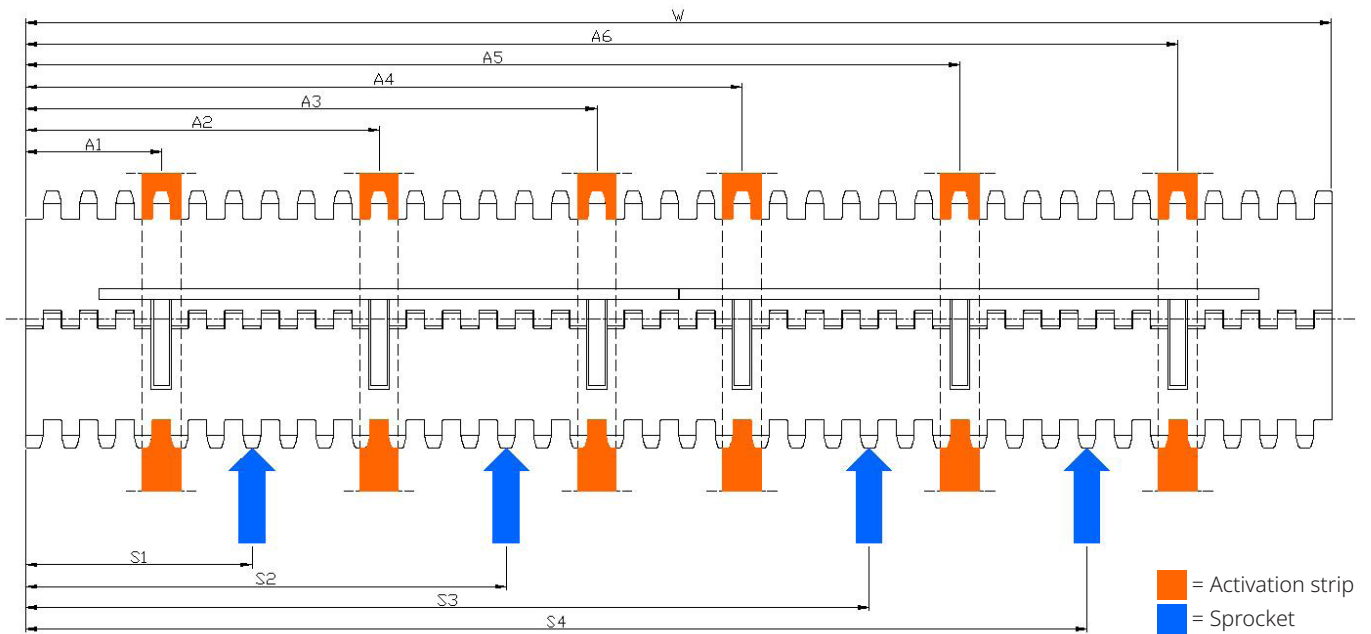 W
A6
A5
A4
A3
A2
A1
S1
S2
S3
S4
= Activation strip
= Sprocket